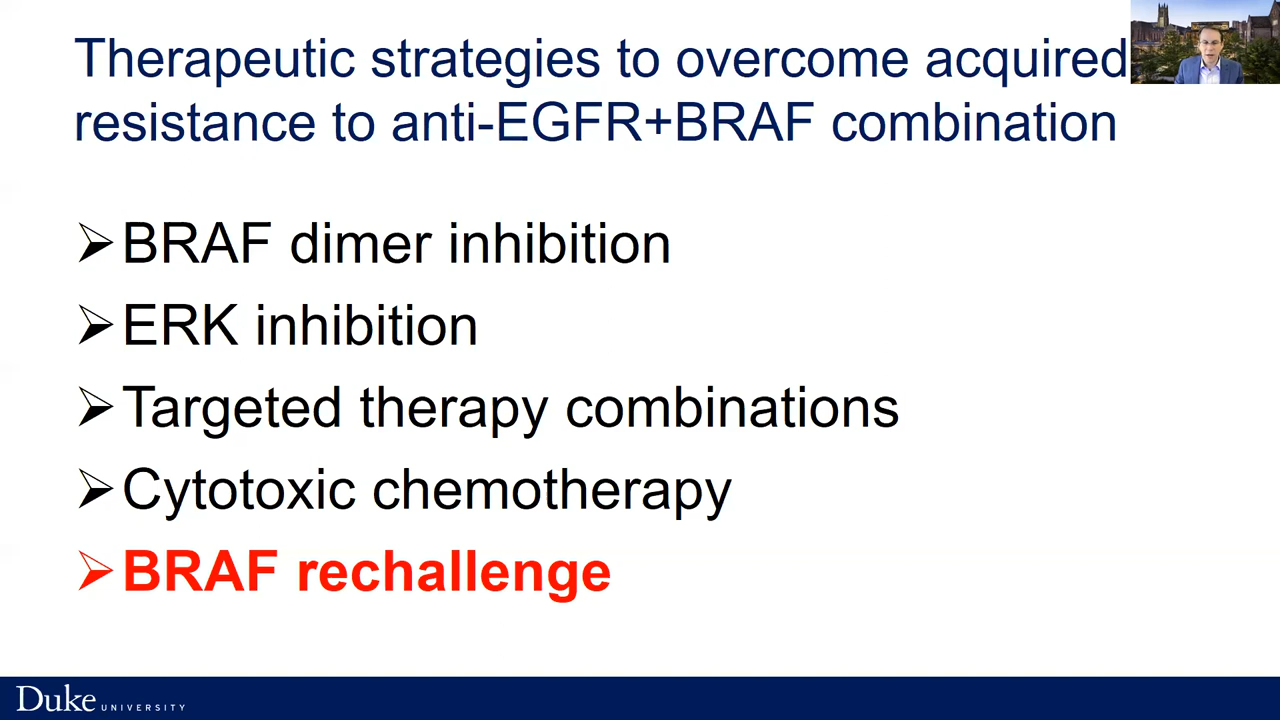 Therapeutic strategies to overcome acquired
resistance to anti-EGFR+BRAF combination
➢BRAF dimer inhibition
➢ERK inhibition
➢Targeted therapy combinations
➢Cytotoxic chemotherapy
➢BRAF rechallenge
Duke UNIVERSITY